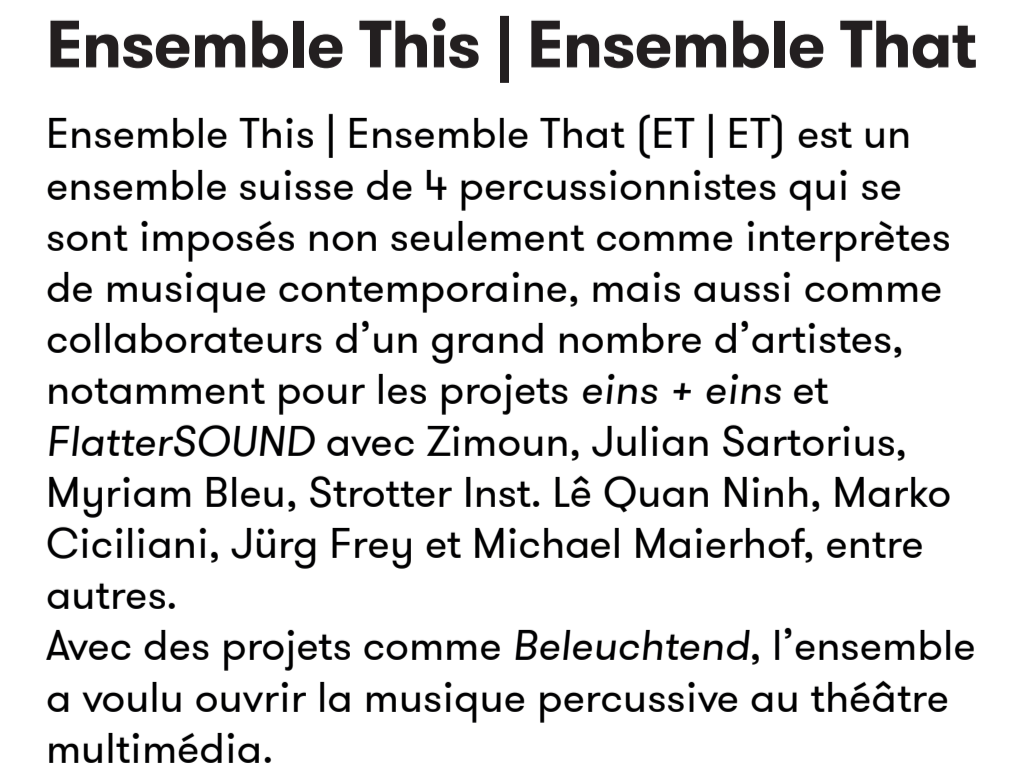 Ensemble This | Ensemble That
Ensemble This | Ensemble That (ET | ET) est un
ensemble suisse de 4 percussionnistes qui se
sont imposés non seulement comme interprètes
de musique contemporaine, mais aussi comme
collaborateurs d’un grand nombre d’artistes,
notamment pour les projets eins + eins et
FlatterSOUND avec Zimoun, Julian Sartorius,
Myriam Bleu, Strotter Inst. Lê Quan Ninh, Marko
Ciciliani, Jürg Frey et Michael Maierhof, entre
autres.
Avec des projets comme Beleuchtend, l’ensemble
a voulu ouvrir la musique percussive au théâtre
multimédia.